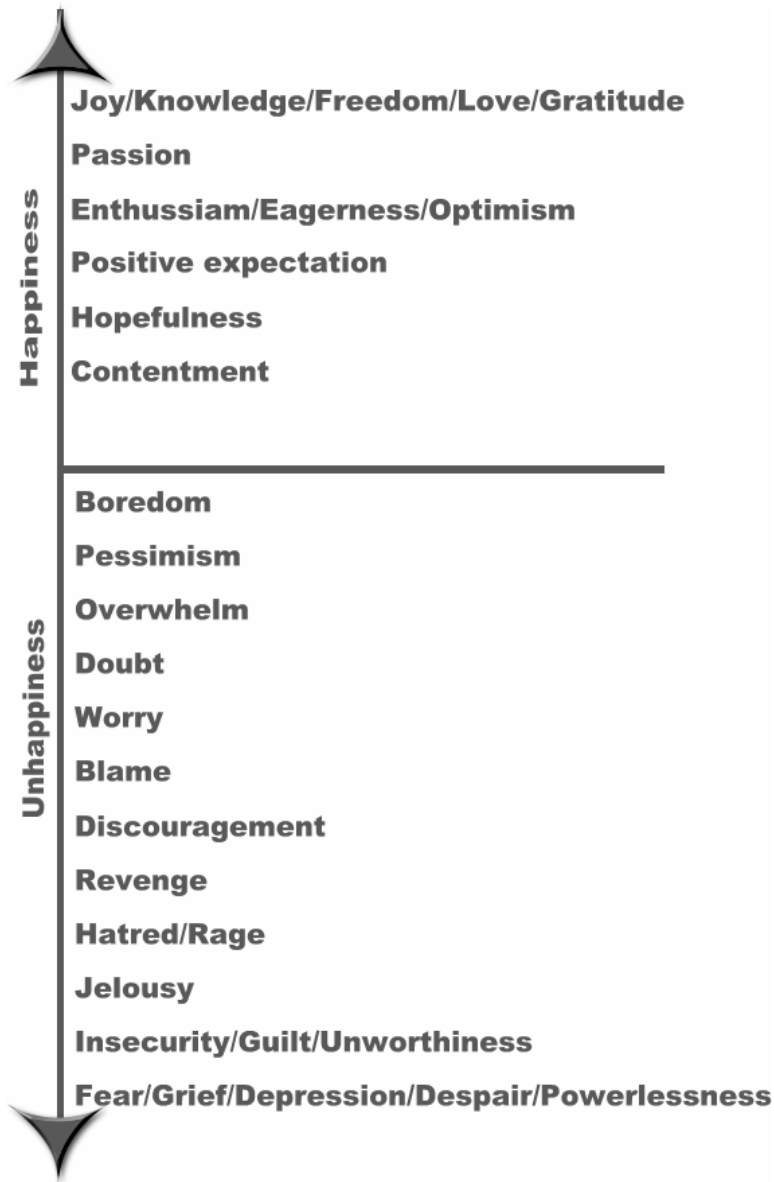 Joy/Knowledge/Freedom/Love/Gratitude
Passion
Enthussiam/Eagerness/Optimism
Positive expectation
Hopefulness
Contentment
Happiness
Boredom
Pessimism
Overwhelm
Doubt
Worry
Blame
Discouragement
Revenge
Hatred/Rage
Jelousy
Insecurity/Guilt/Unworthiness
Fear/Grief/Depression/Despair/Powerlessness
Unhappiness